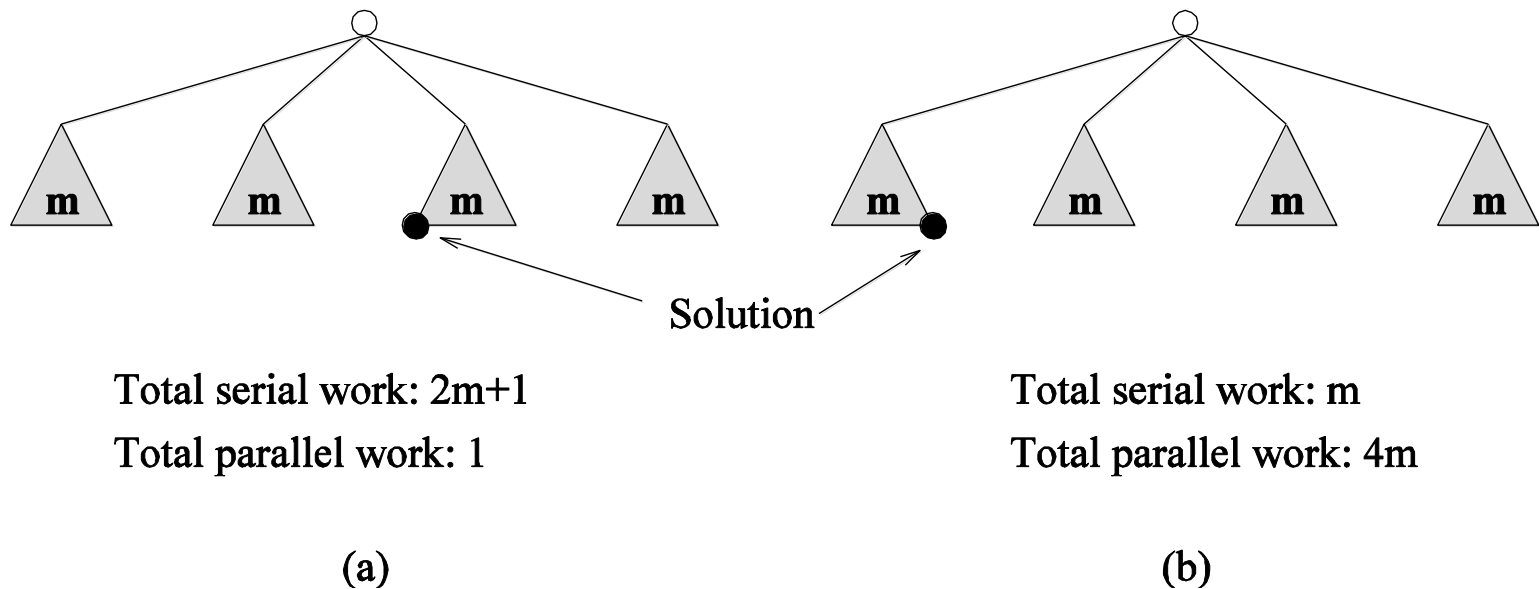 m m m m m m m m
Solution
Total serial work: 2m+1 Total serial work: m
Total parallel work: 1 Total parallel work: 4m
(a) (b)